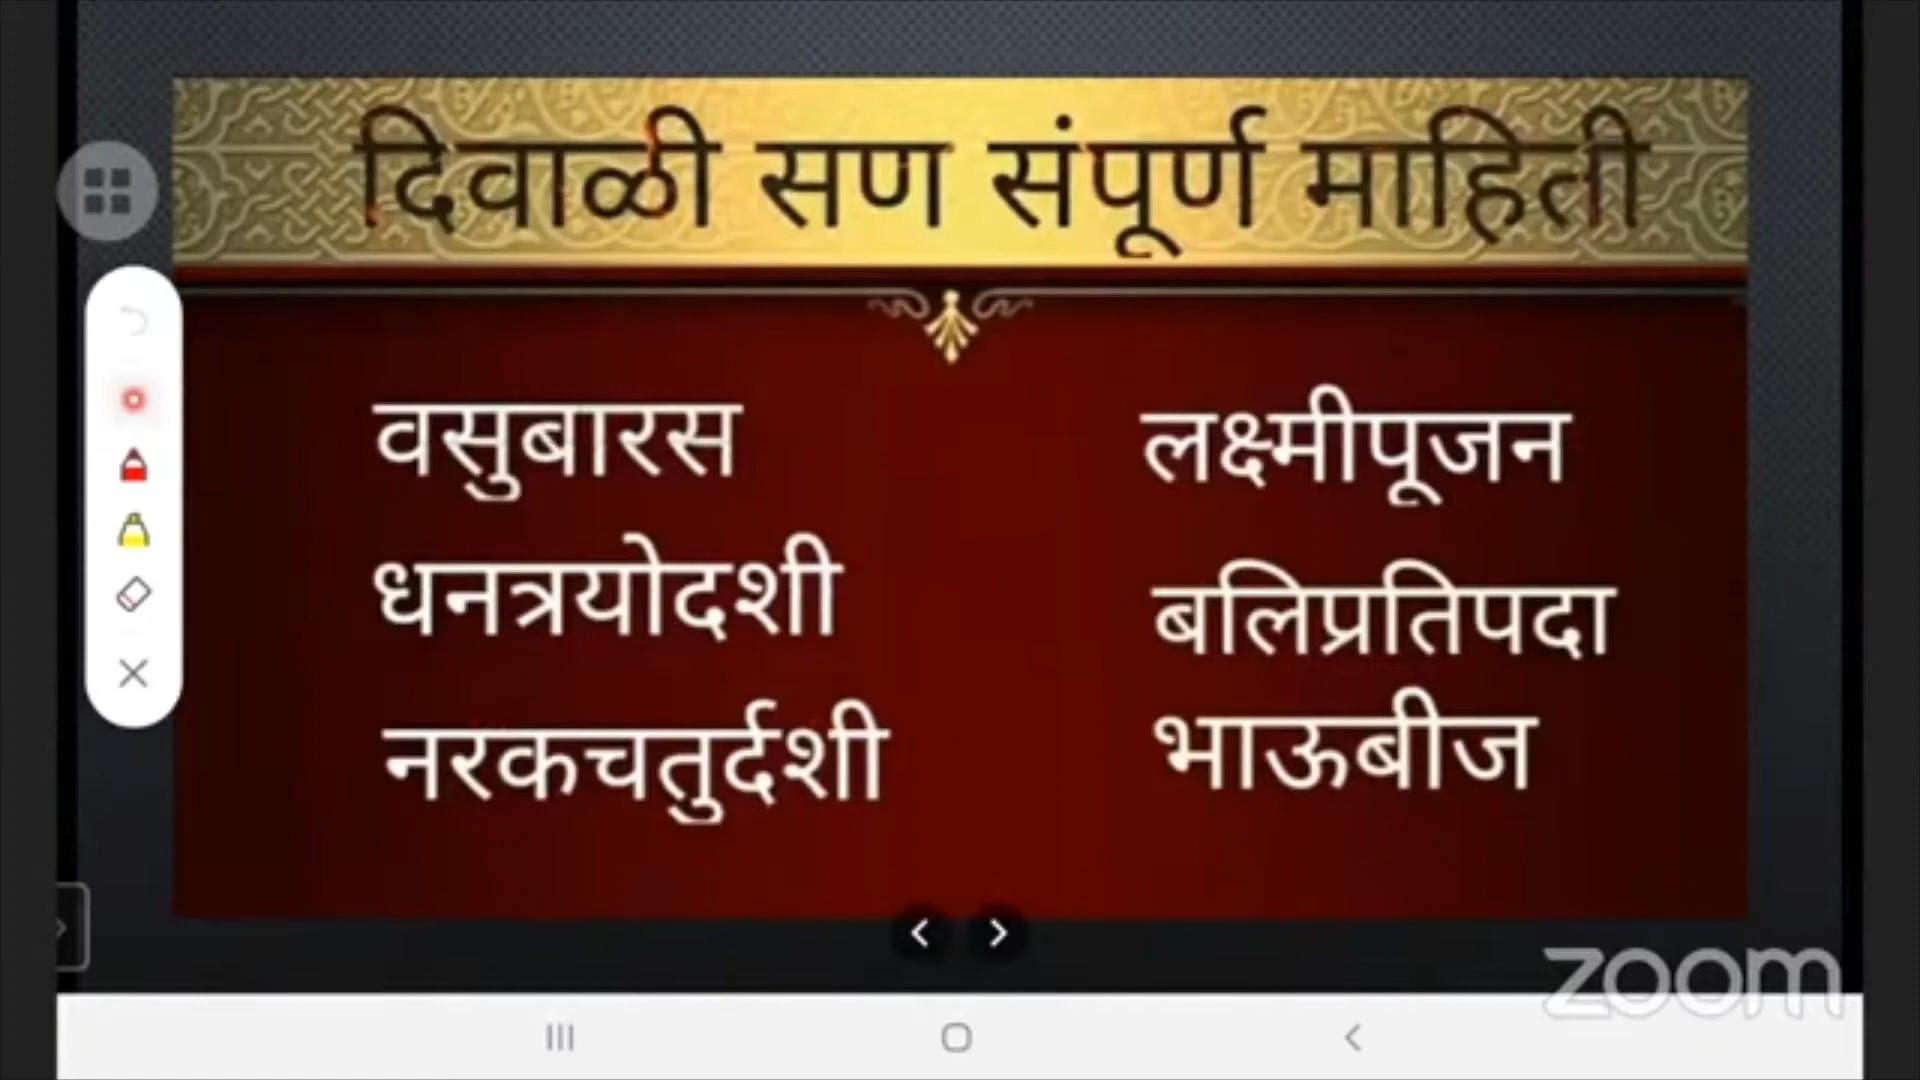 दिवाळी सण संपूर्ण माहिती
वसुबारस
धनत्रयोदशी
नरकचतुर्दशी
लक्ष्मीपूजन
बलिप्रतिपदा
भाऊबीज
zoom